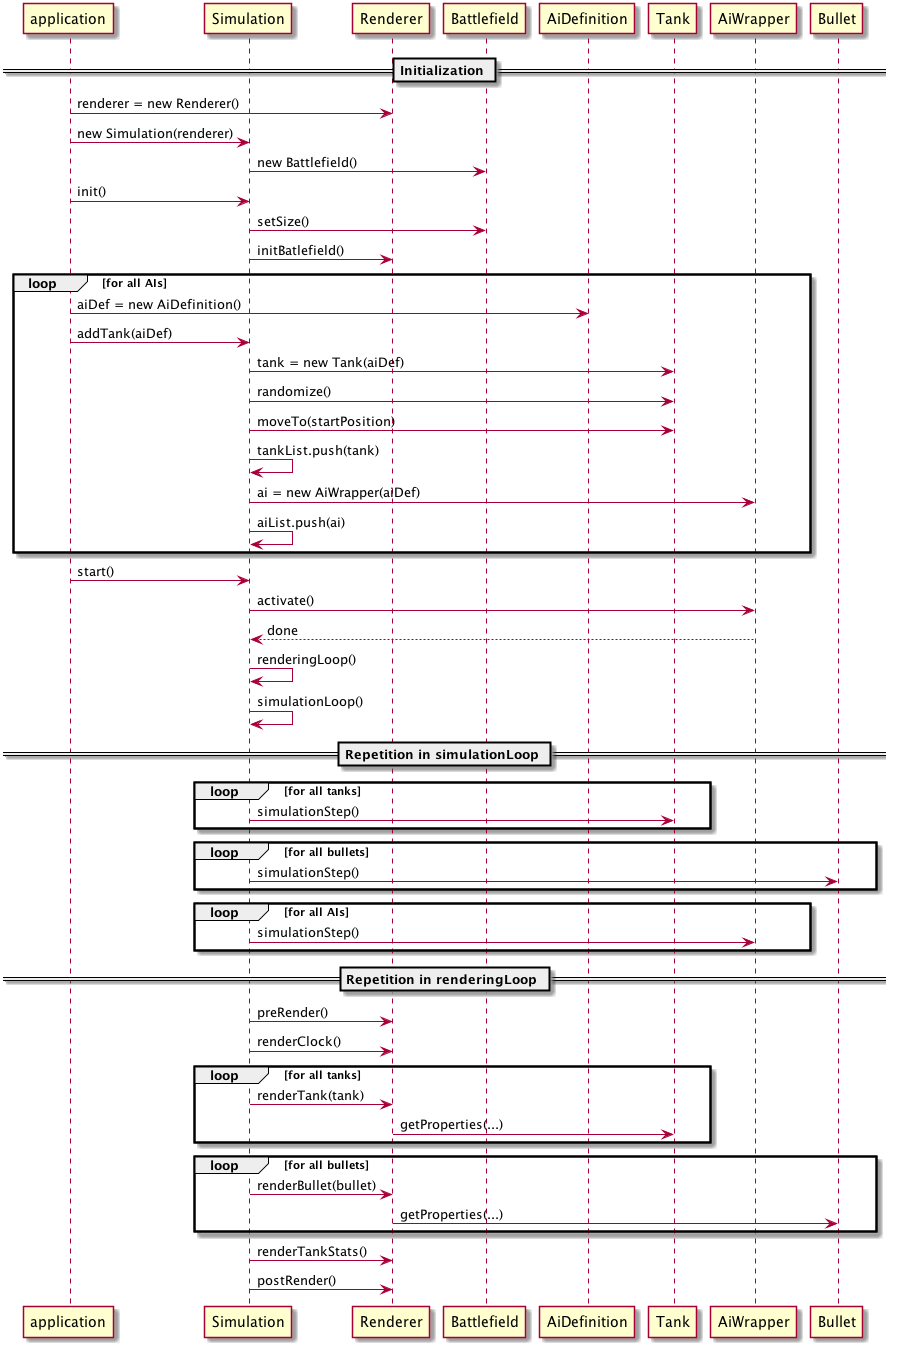 application Simulation Renderer Battlefield AiDefinition Tank AiWrapper Bullet
Initialization
renderer = new Renderer()
new Simulation(renderer)
new Battlefield()
init()
setSize()
initBatlefield()
loop [for all AIs]
aiDef = new AiDefinition()
addTank(aiDef)
tank = new Tank(aiDef)
randomize()
moveTo(startPosition)
tankList.push(tank)
ai = new AiWrapper(aiDef)
aiList.push(ai)
start()
activate()
done
renderingLoop()
simulationLoop()
Repetition in simulationLoop
loop [for all tanks]
simulationStep()
loop [for all bullets]
simulationStep()
loop [for all AIs]
simulationStep()
Repetition in renderingLoop
preRender()
renderClock()
loop [for all tanks]
renderTank(tank)
getProperties(...)
loop [for all bullets]
renderBullet(bullet)
getProperties(...)
renderTankStats()
postRender()
application Simulation Renderer Battlefield AiDefinition Tank AiWrapper Bullet